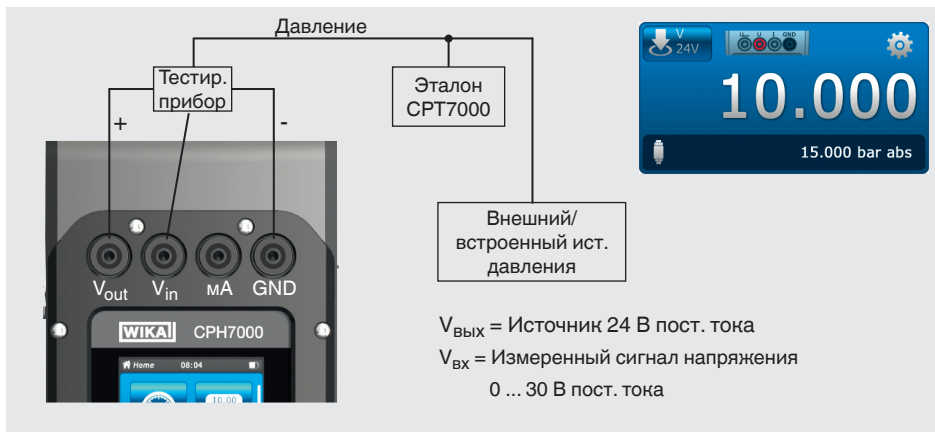 Давление
Тестир.
прибор
Эталон
CPT7000
+
-
Внешний/
встроенный ист.
давления
V
24V
U I GND
10.000
15.000 bar abs
Vout Vin мА GND
WIKAI CPH7000
Home 08:04
10.00
Vвых = Источник 24 В пост. тока
Vвх = Измеренный сигнал напряжения
0 ... 30 В пост. тока